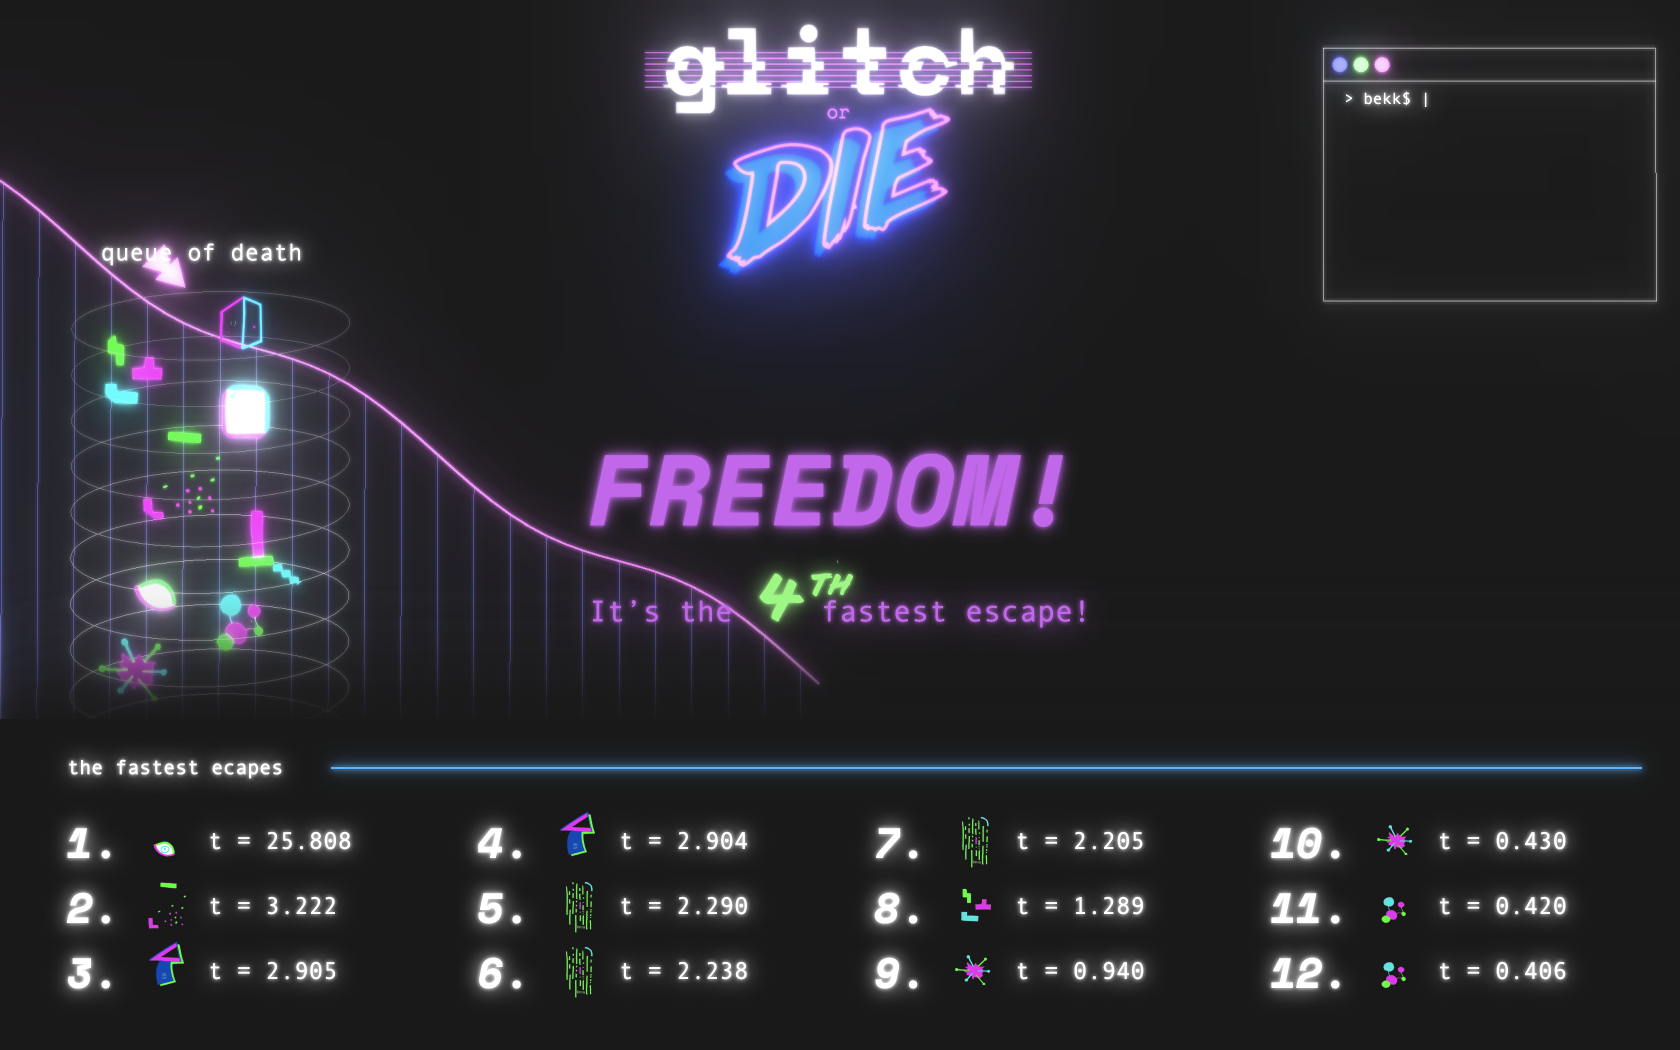 glitch
or
DIE
> bekk$ |
queue of death
FREEDOM!
It's the 4TH fastest escape!
the fastest ecapes
1. t = 25.808
2. t = 3.222
3. t = 2.905
4. t = 2.904
5. t = 2.290
6. t = 2.238
7. t = 2.205
8. t = 1.289
9. t = 0.940
10. t = 0.430
11. t = 0.420
12. t = 0.406